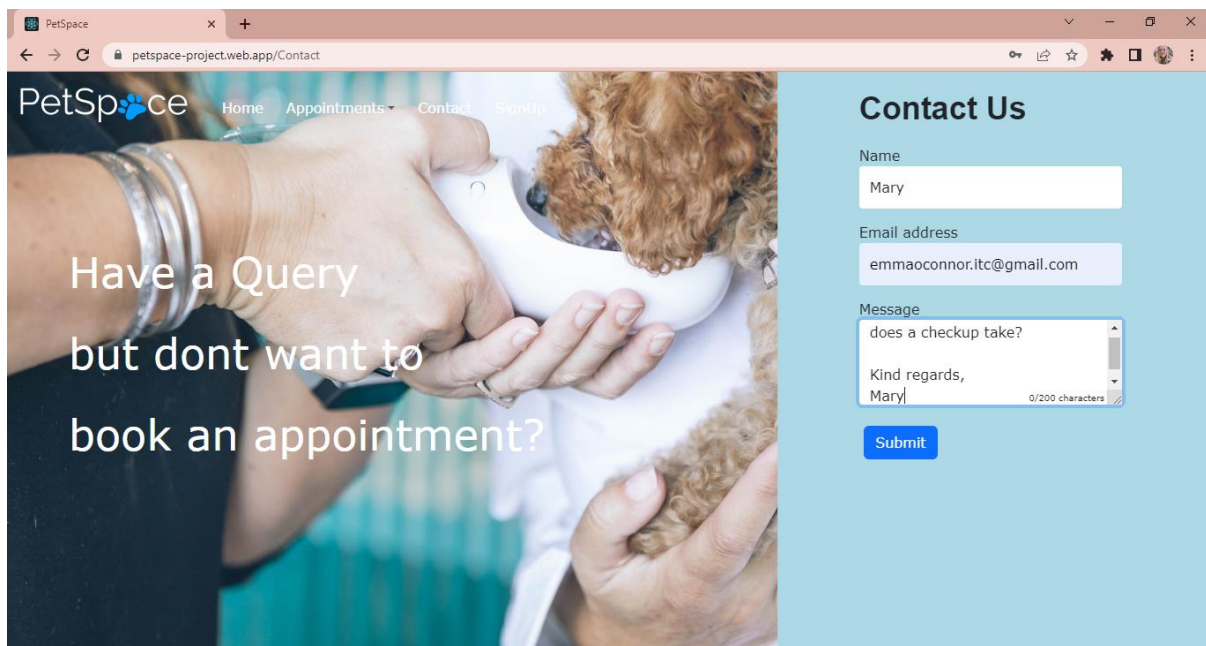 PetSpace
petspace-project.web.app/Contact
PetSp ce
Home Appointments Contact SignUp
Have a Query
but dont want to
book an appointment?
Contact Us
Name
Mary
Email address
emmaoconnor.itc@gmail.com
Message
does a checkup take?
Kind regards,
Mary
0/200 characters
Submit